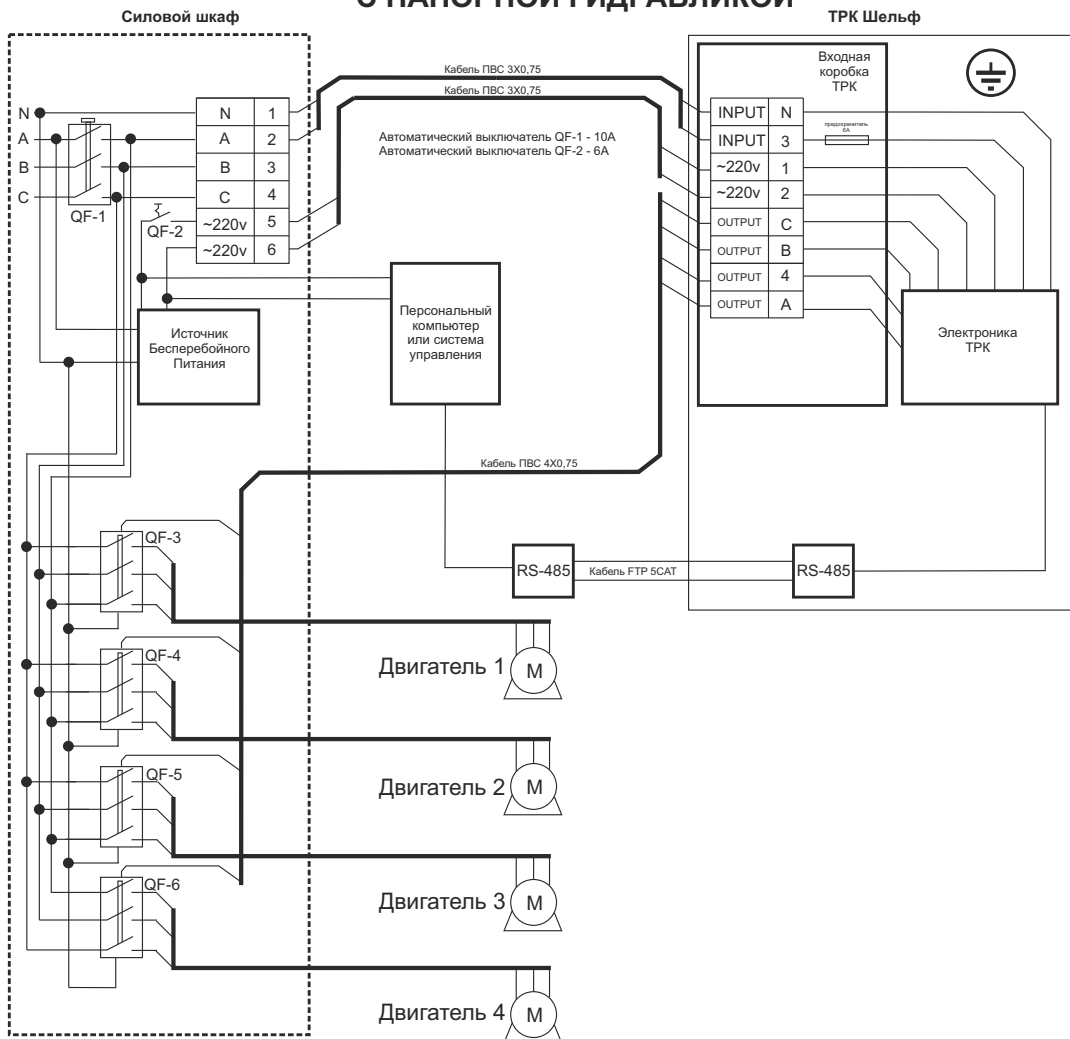 С НАПОРНОЙ ГИДРАВЛИКОЙ
Силовой шкаф
ТРК Шельф
Кабель ПВС 3Х0,75
Кабель ПВС 3Х0,75
Входная
коробка
ТРК
N
A
B
C
QF-1
QF-2
N 1
A 2
B 3
C 4
~220v 5
~220v 6
Автоматический выключатель QF-1 - 10А
Автоматический выключатель QF-2 - 6А
INPUT N
INPUT 3
~220v 1
~220v 2
OUTPUT C
OUTPUT B
OUTPUT 4
OUTPUT A
предохранитель
6А
Источник
Бесперебойного
Питания
Персональный
компьютер
или система
управления
Электроника
ТРК
Кабель ПВС 4Х0,75
QF-3
RS-485
Кабель FTP 5CAT
RS-485
QF-4
Двигатель 1
M
QF-5
Двигатель 2
M
QF-6
Двигатель 3
M
Двигатель 4
M